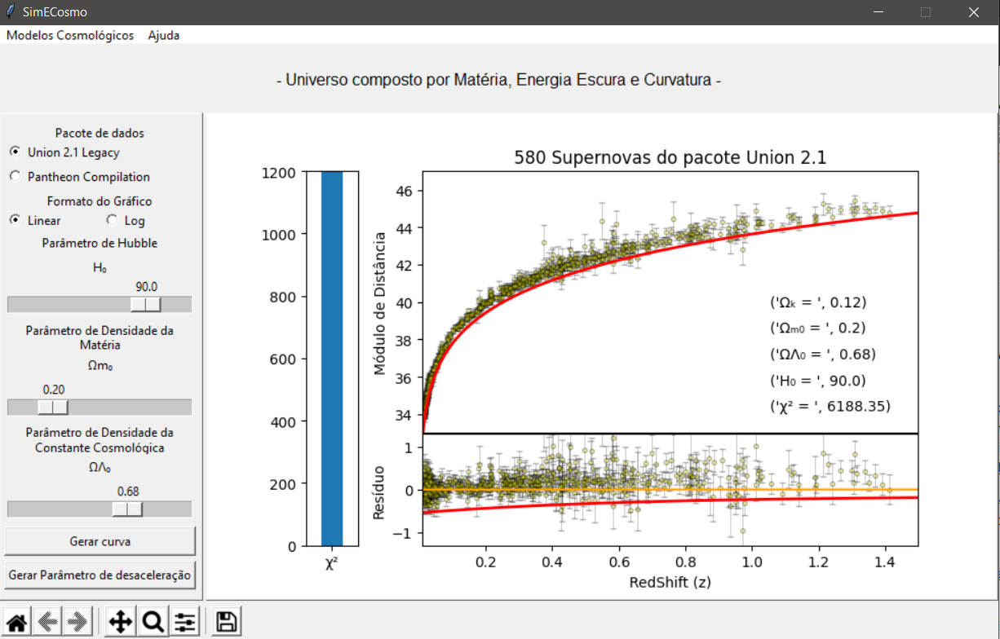 SimECosmo
Modelos Cosmológicos Ajuda
- Universo composto por Matéria, Energia Escura e Curvatura -
Pacote de dados
Union 2.1 Legacy
Pantheon Compilation
Formato do Gráfico
Linear Log
Parâmetro de Hubble
H₀
90.0
Parâmetro de Densidade da
Matéria
Ωm₀
0.20
Parâmetro de Densidade da
Constante Cosmológica
ΩΛ₀
0.68
Gerar curva
Gerar Parâmetro de desaceleração
1200
1000
800
600
400
200
0
χ²
580 Supernovas do pacote Union 2.1
Módulo de Distância
46
44
42
40
38
36
34
('Ωₖ = ', 0.12)
('Ωₘ₀ = ', 0.2)
('ΩΛ₀ = ', 0.68)
('H₀ = ', 90.0)
('χ² = ', 6188.35)
Resíduo
1
0
−1
0.2 0.4 0.6 0.8 1.0 1.2 1.4
RedShift (z)